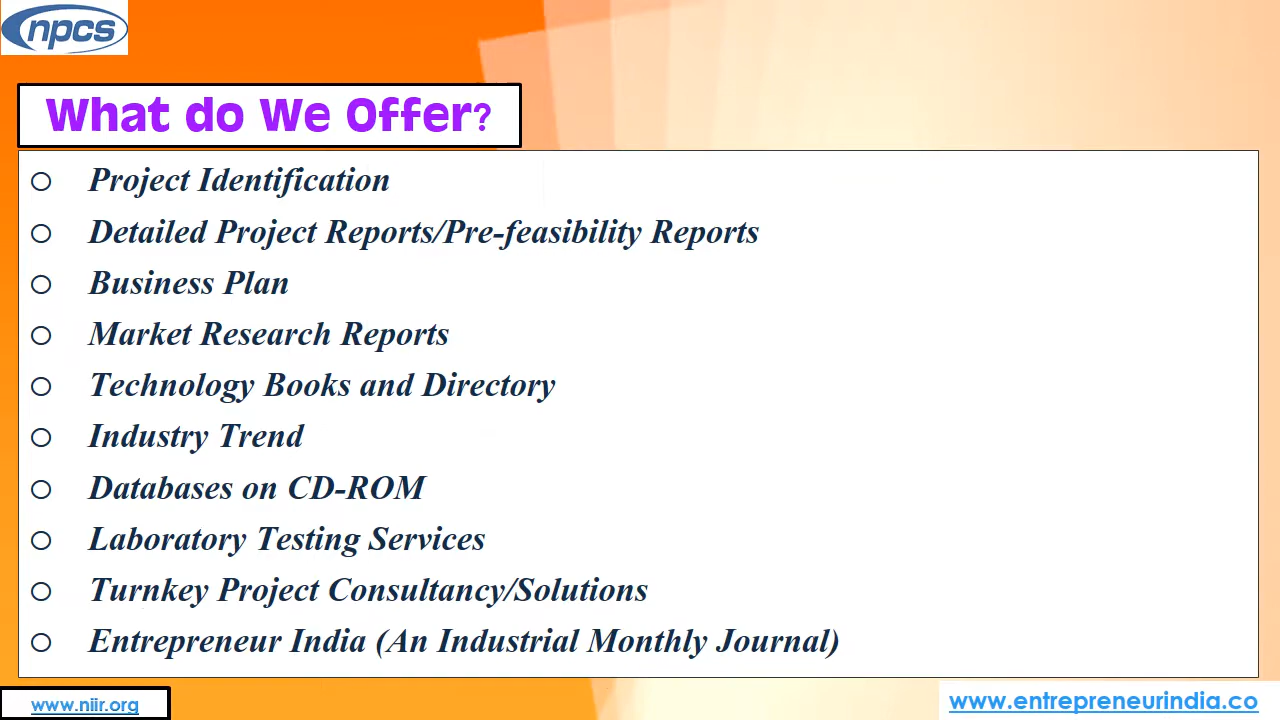 npcs
What do We Offer?
Project Identification
Detailed Project Reports/Pre-feasibility Reports
Business Plan
Market Research Reports
Technology Books and Directory
Industry Trend
Databases on CD-ROM
Laboratory Testing Services
Turnkey Project Consultancy/Solutions
Entrepreneur India (An Industrial Monthly Journal)
www.niir.org
www.entrepreneurindia.co